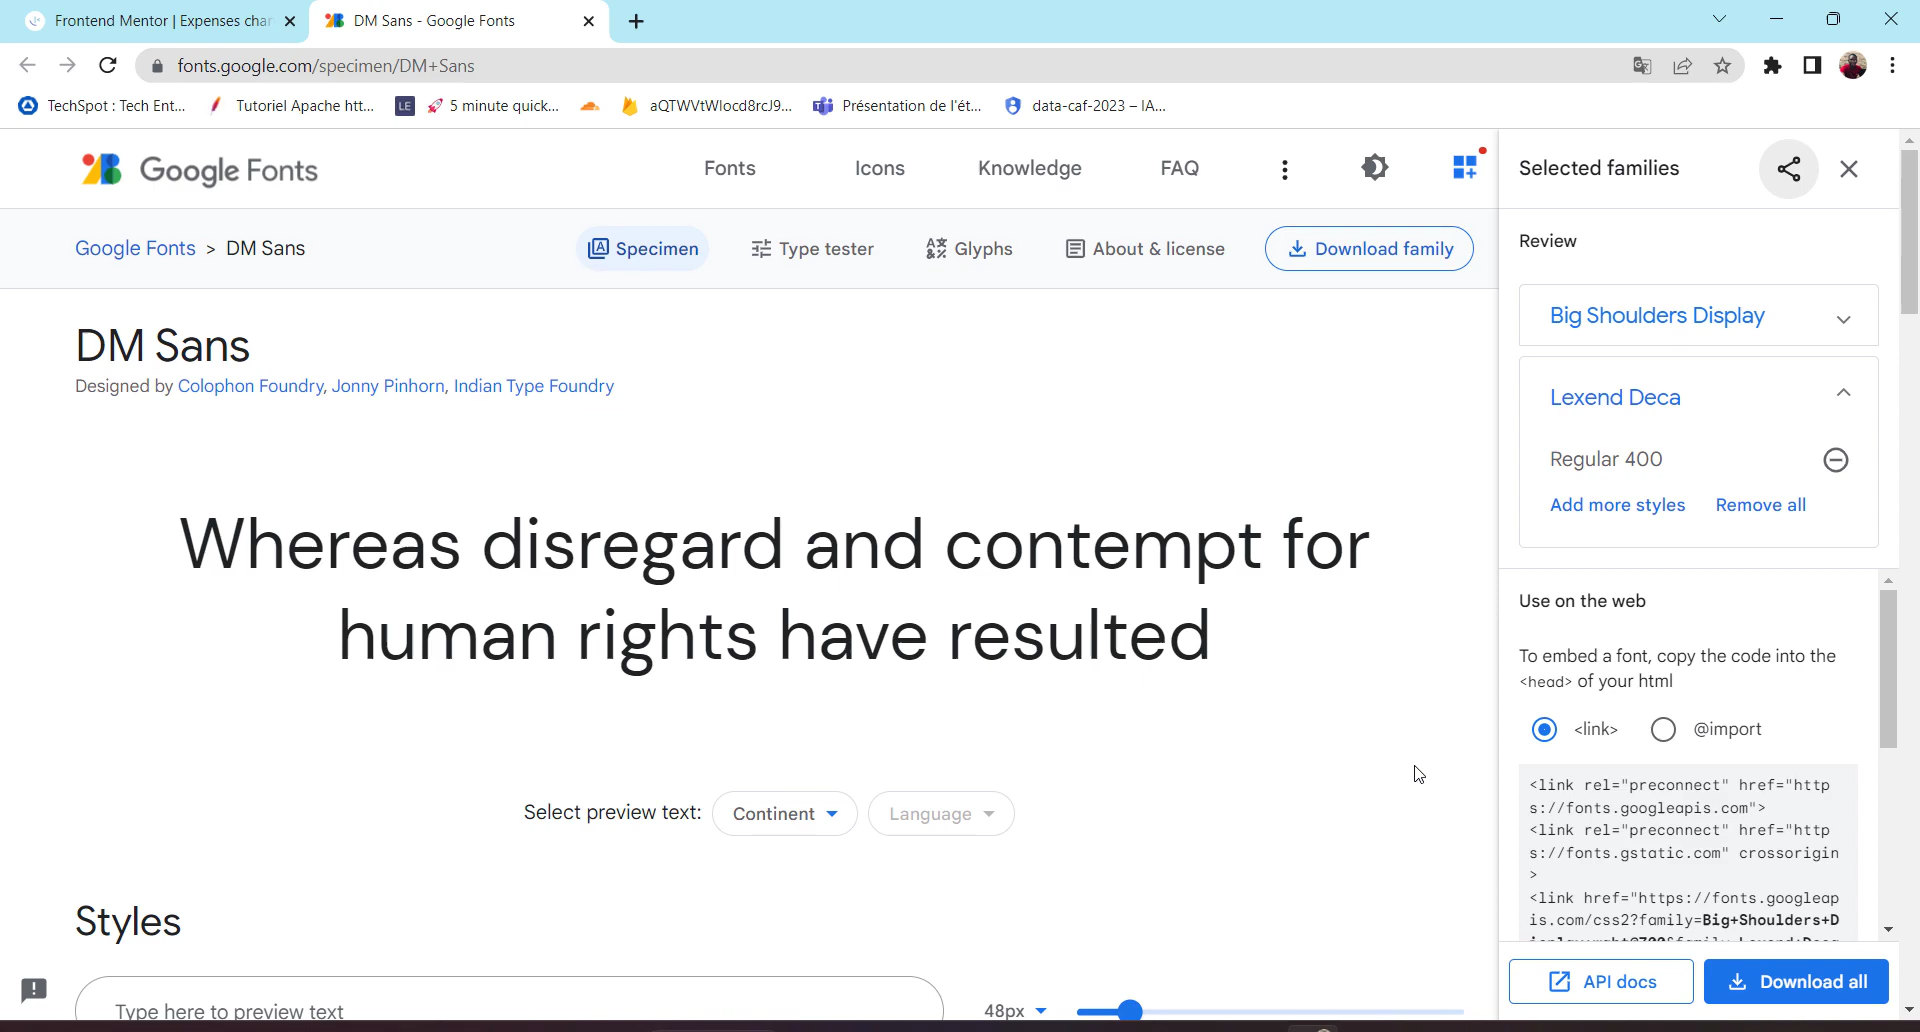 Frontend Mentor | Expenses char
DM Sans - Google Fonts
fonts.google.com/specimen/DM+Sans
TechSpot : Tech Ent...
Tutoriel Apache htt...
LE
5 minute quick...
aQTWVtWlocd8rcJ9...
Présentation de l'ét...
data-caf-2023 – IA...
Google Fonts
Fonts
Icons
Knowledge
FAQ
Selected families
Google Fonts > DM Sans
Specimen
Type tester
Glyphs
About & license
Download family
Review
Big Shoulders Display
DM Sans
Designed by Colophon Foundry, Jonny Pinhorn, Indian Type Foundry
Lexend Deca
Regular 400
Add more styles
Remove all
Whereas disregard and contempt for
human rights have resulted
Use on the web
To embed a font, copy the code into the
<head> of your html
<link>
@import
<link rel="preconnect" href="http
s://fonts.googleapis.com">
<link rel="preconnect" href="http
s://fonts.gstatic.com" crossorigin
>
<link href="https://fonts.googleap
is.com/css2?family=Big+Shoulders+D
Select preview text:
Continent
Language
Styles
Type here to preview text
48px
API docs
Download all